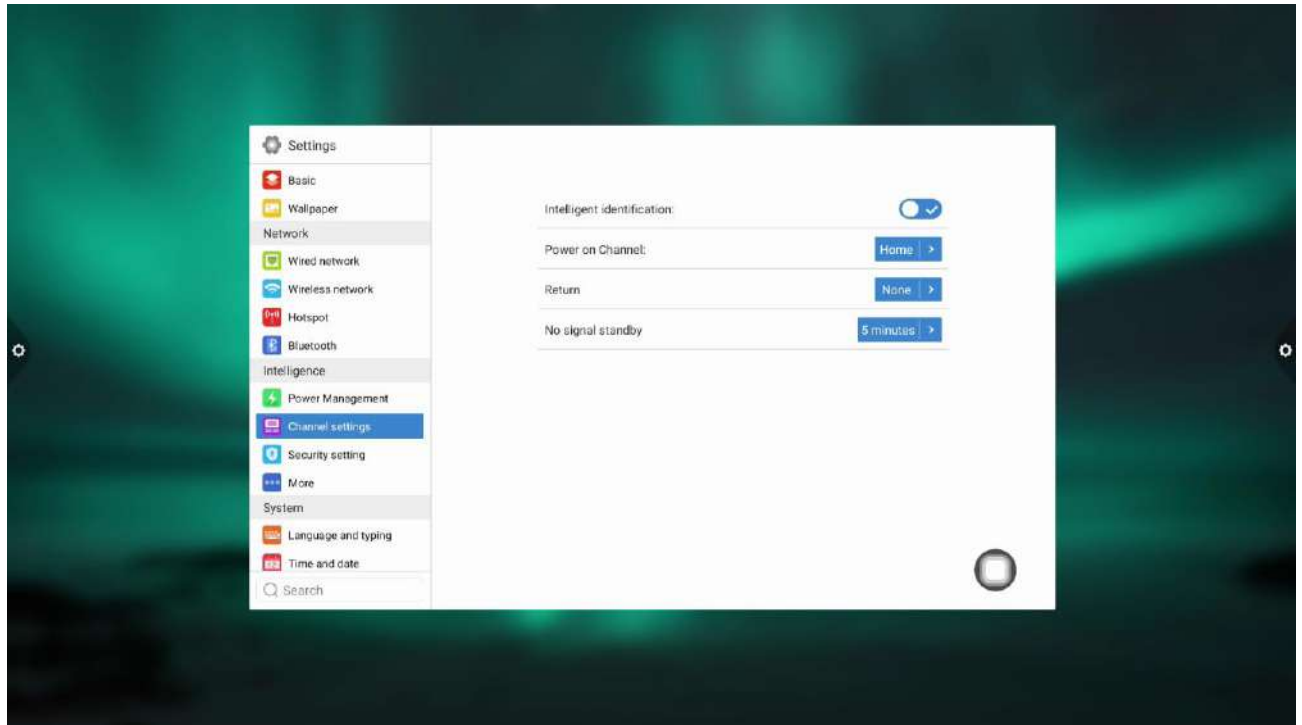 Settings
Basic
Wallpaper
Network
Wired network
Wireless network
Hotspot
Bluetooth
Intelligence
Power Management
Channel settings
Security setting
More
System
Language and typing
Time and date
Search
Intelligent identification:
Power on Channel: Home >
Return None >
No signal standby 5 minutes >